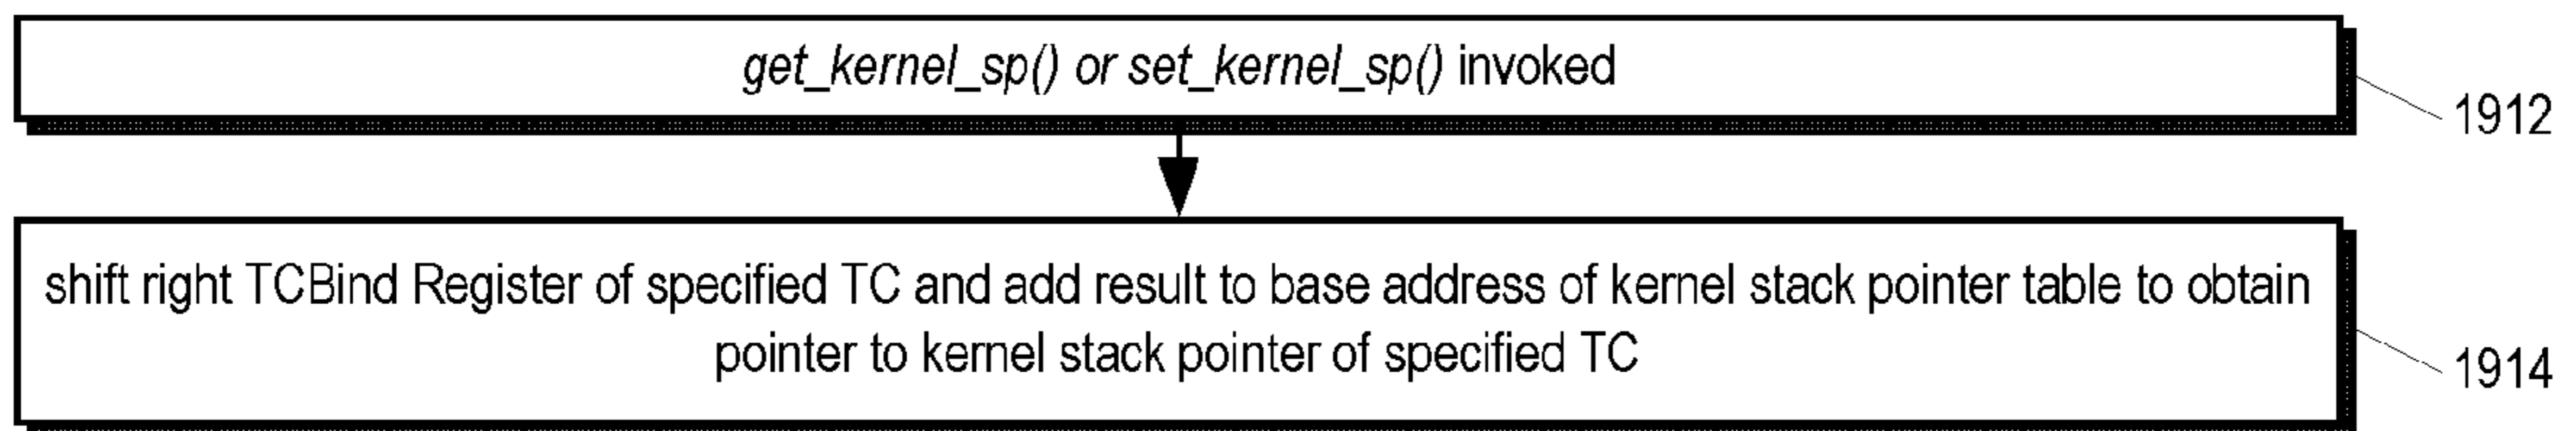 get_kernel_sp() or set_kernel_sp() invoked
1912
shift right TCBind Register of specified TC and add result to base address of kernel stack pointer table to obtain
pointer to kernel stack pointer of specified TC
1914